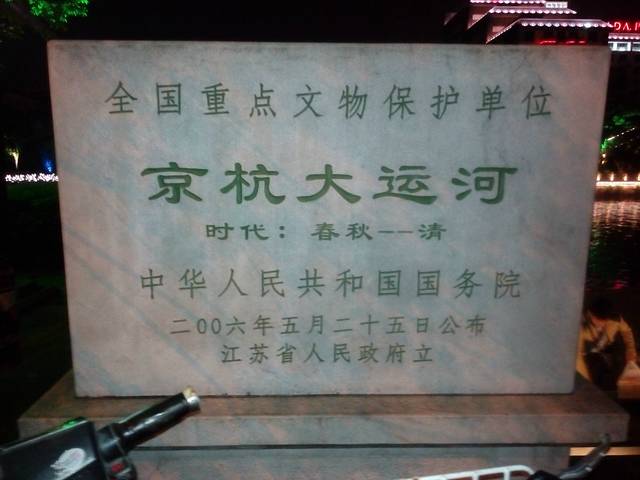 全国重点文物保护单位
京杭大运河
时代：春秋--清
中华人民共和国国务院
二00六年五月二十五日公布
江苏省人民政府立